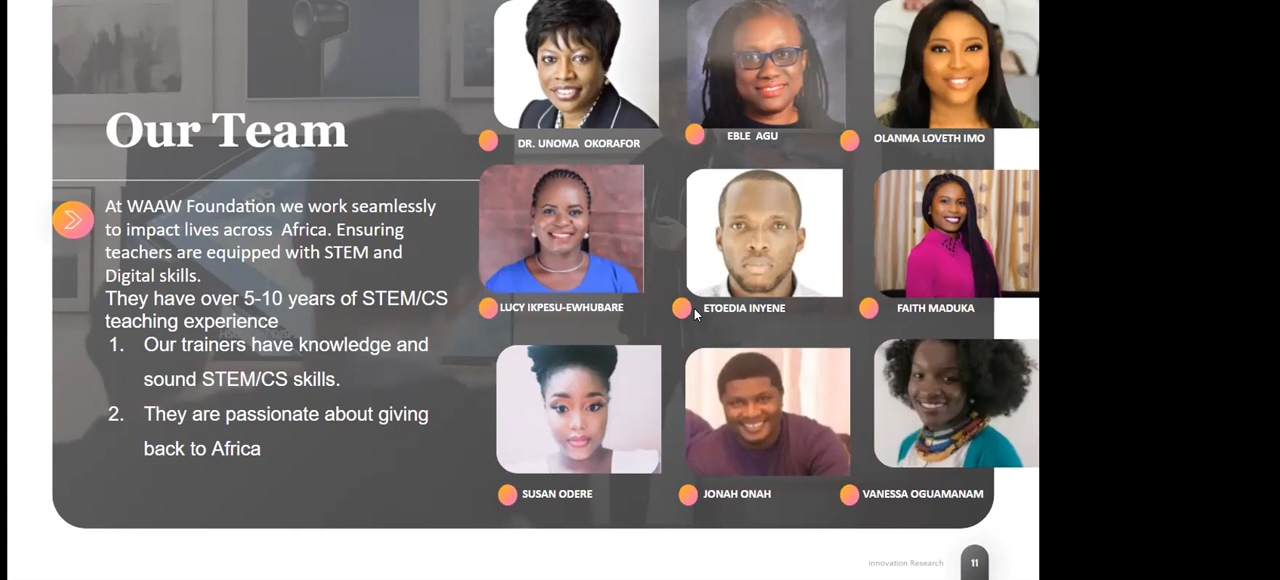 Our Team
At WAAW Foundation we work seamlessly
to impact lives across Africa. Ensuring
teachers are equipped with STEM and
Digital skills.
They have over 5-10 years of STEM/CS
teaching experience
1. Our trainers have knowledge and
sound STEM/CS skills.
2. They are passionate about giving
back to Africa
DR. UNOMA OKORAFOR
EBLE AGU
OLANMA LOVETH IMO
LUCY IKPESU-EWHUBARE
ETOEDIA INYENE
FAITH MADUKA
SUSAN ODERE
JONAH ONAH
VANESSA OGUAMANAM
Innovation Research
11